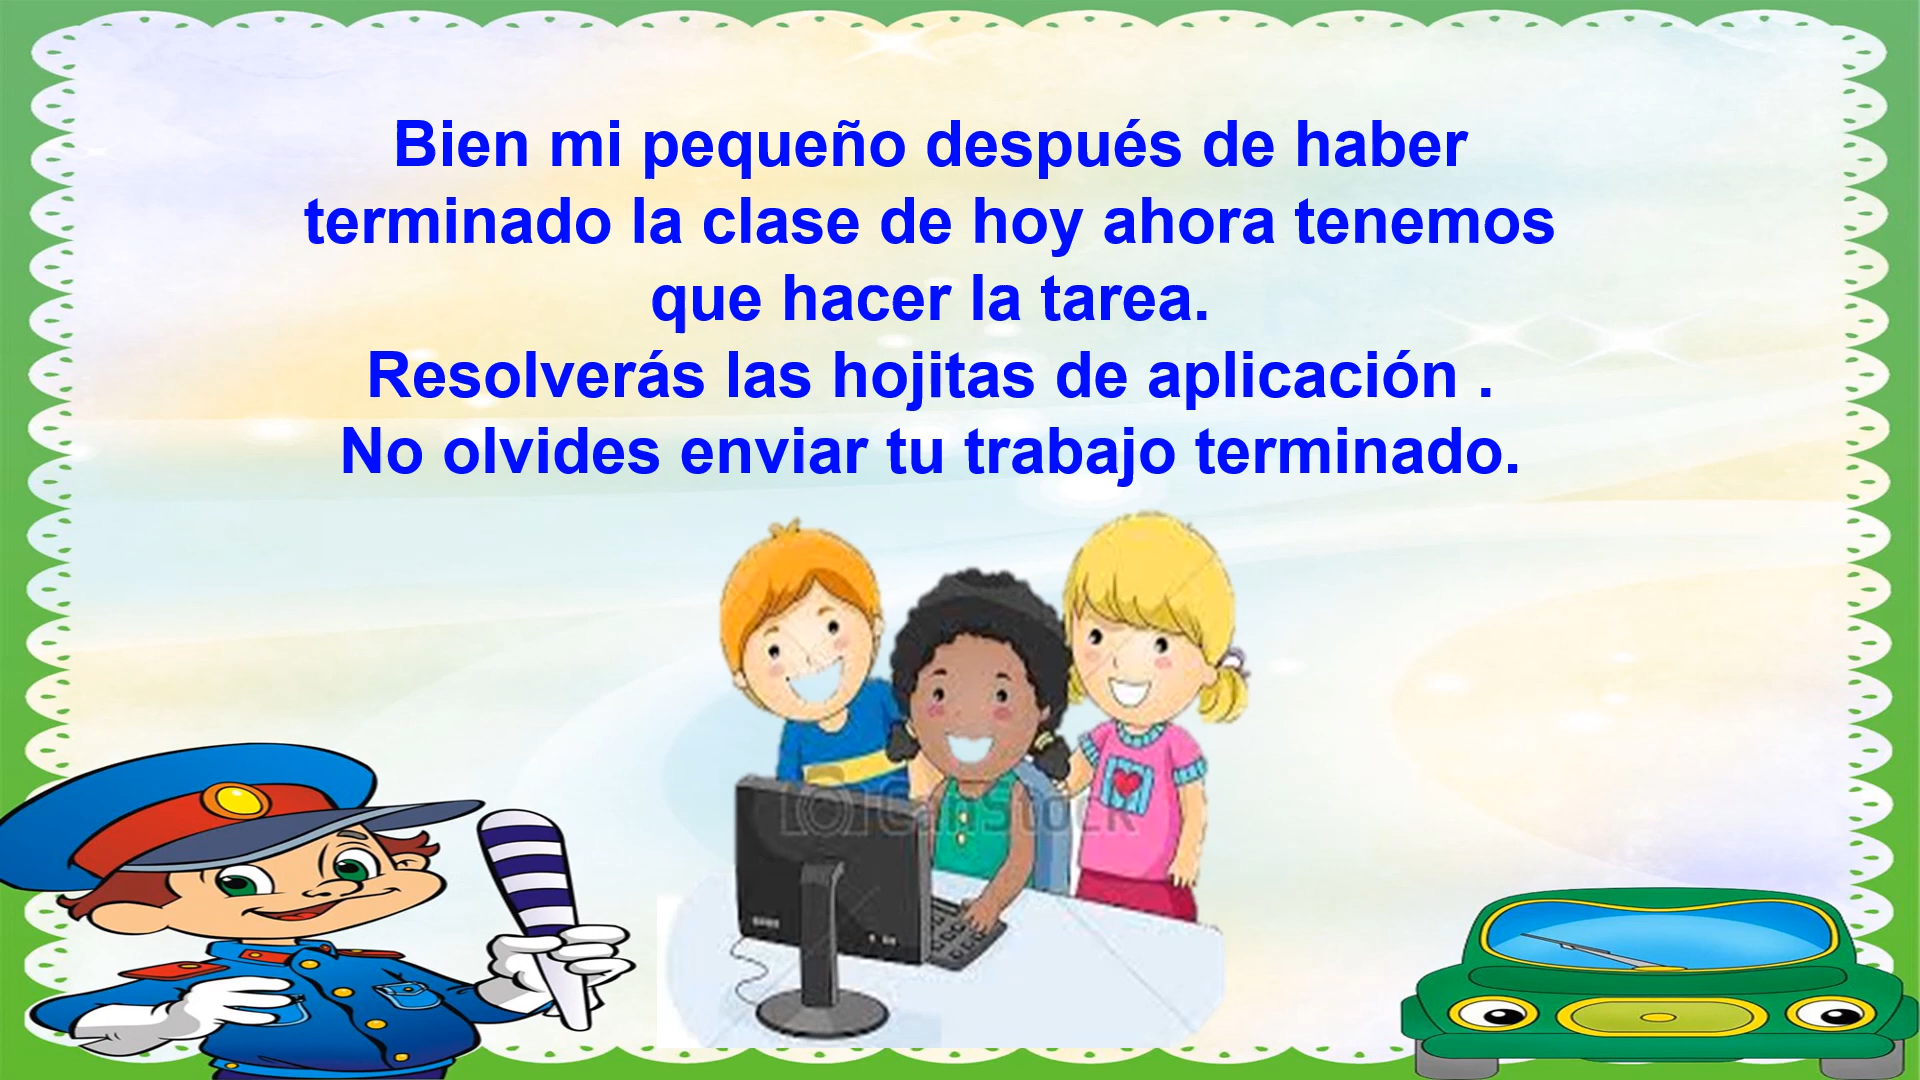 Bien mi pequeño después de haber
terminado la clase de hoy ahora tenemos
que hacer la tarea.
Resolverás las hojitas de aplicación .
No olvides enviar tu trabajo terminado.
CanStock